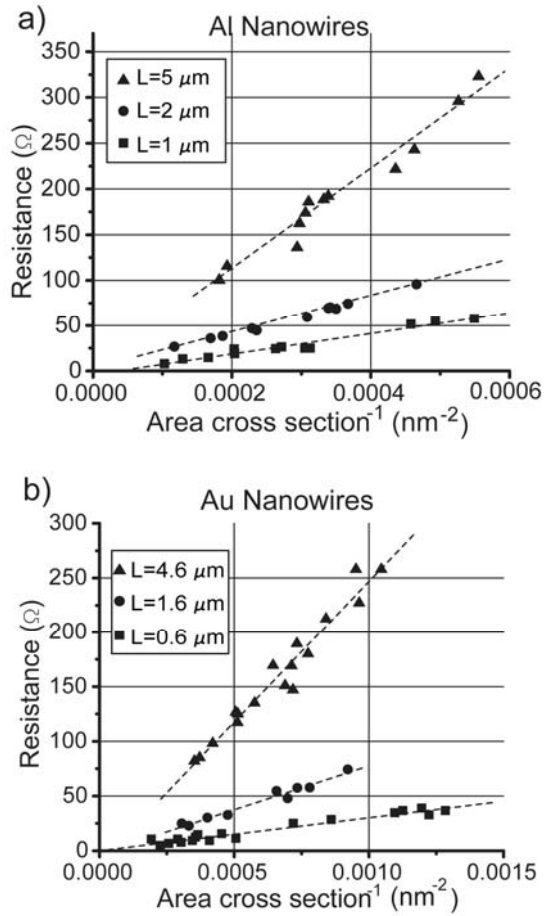 a)
Al Nanowires
350
300
250
200
150
100
50
0
Resistance (Ω)
L=5 μm
L=2 μm
L=1 μm
0.0000
0.0002
0.0004
0.0006
Area cross section⁻¹ (nm⁻²)
b)
Au Nanowires
300
250
200
150
100
50
0
Resistance (Ω)
L=4.6 μm
L=1.6 μm
L=0.6 μm
0.0000
0.0005
0.0010
0.0015
Area cross section⁻¹ (nm⁻²)